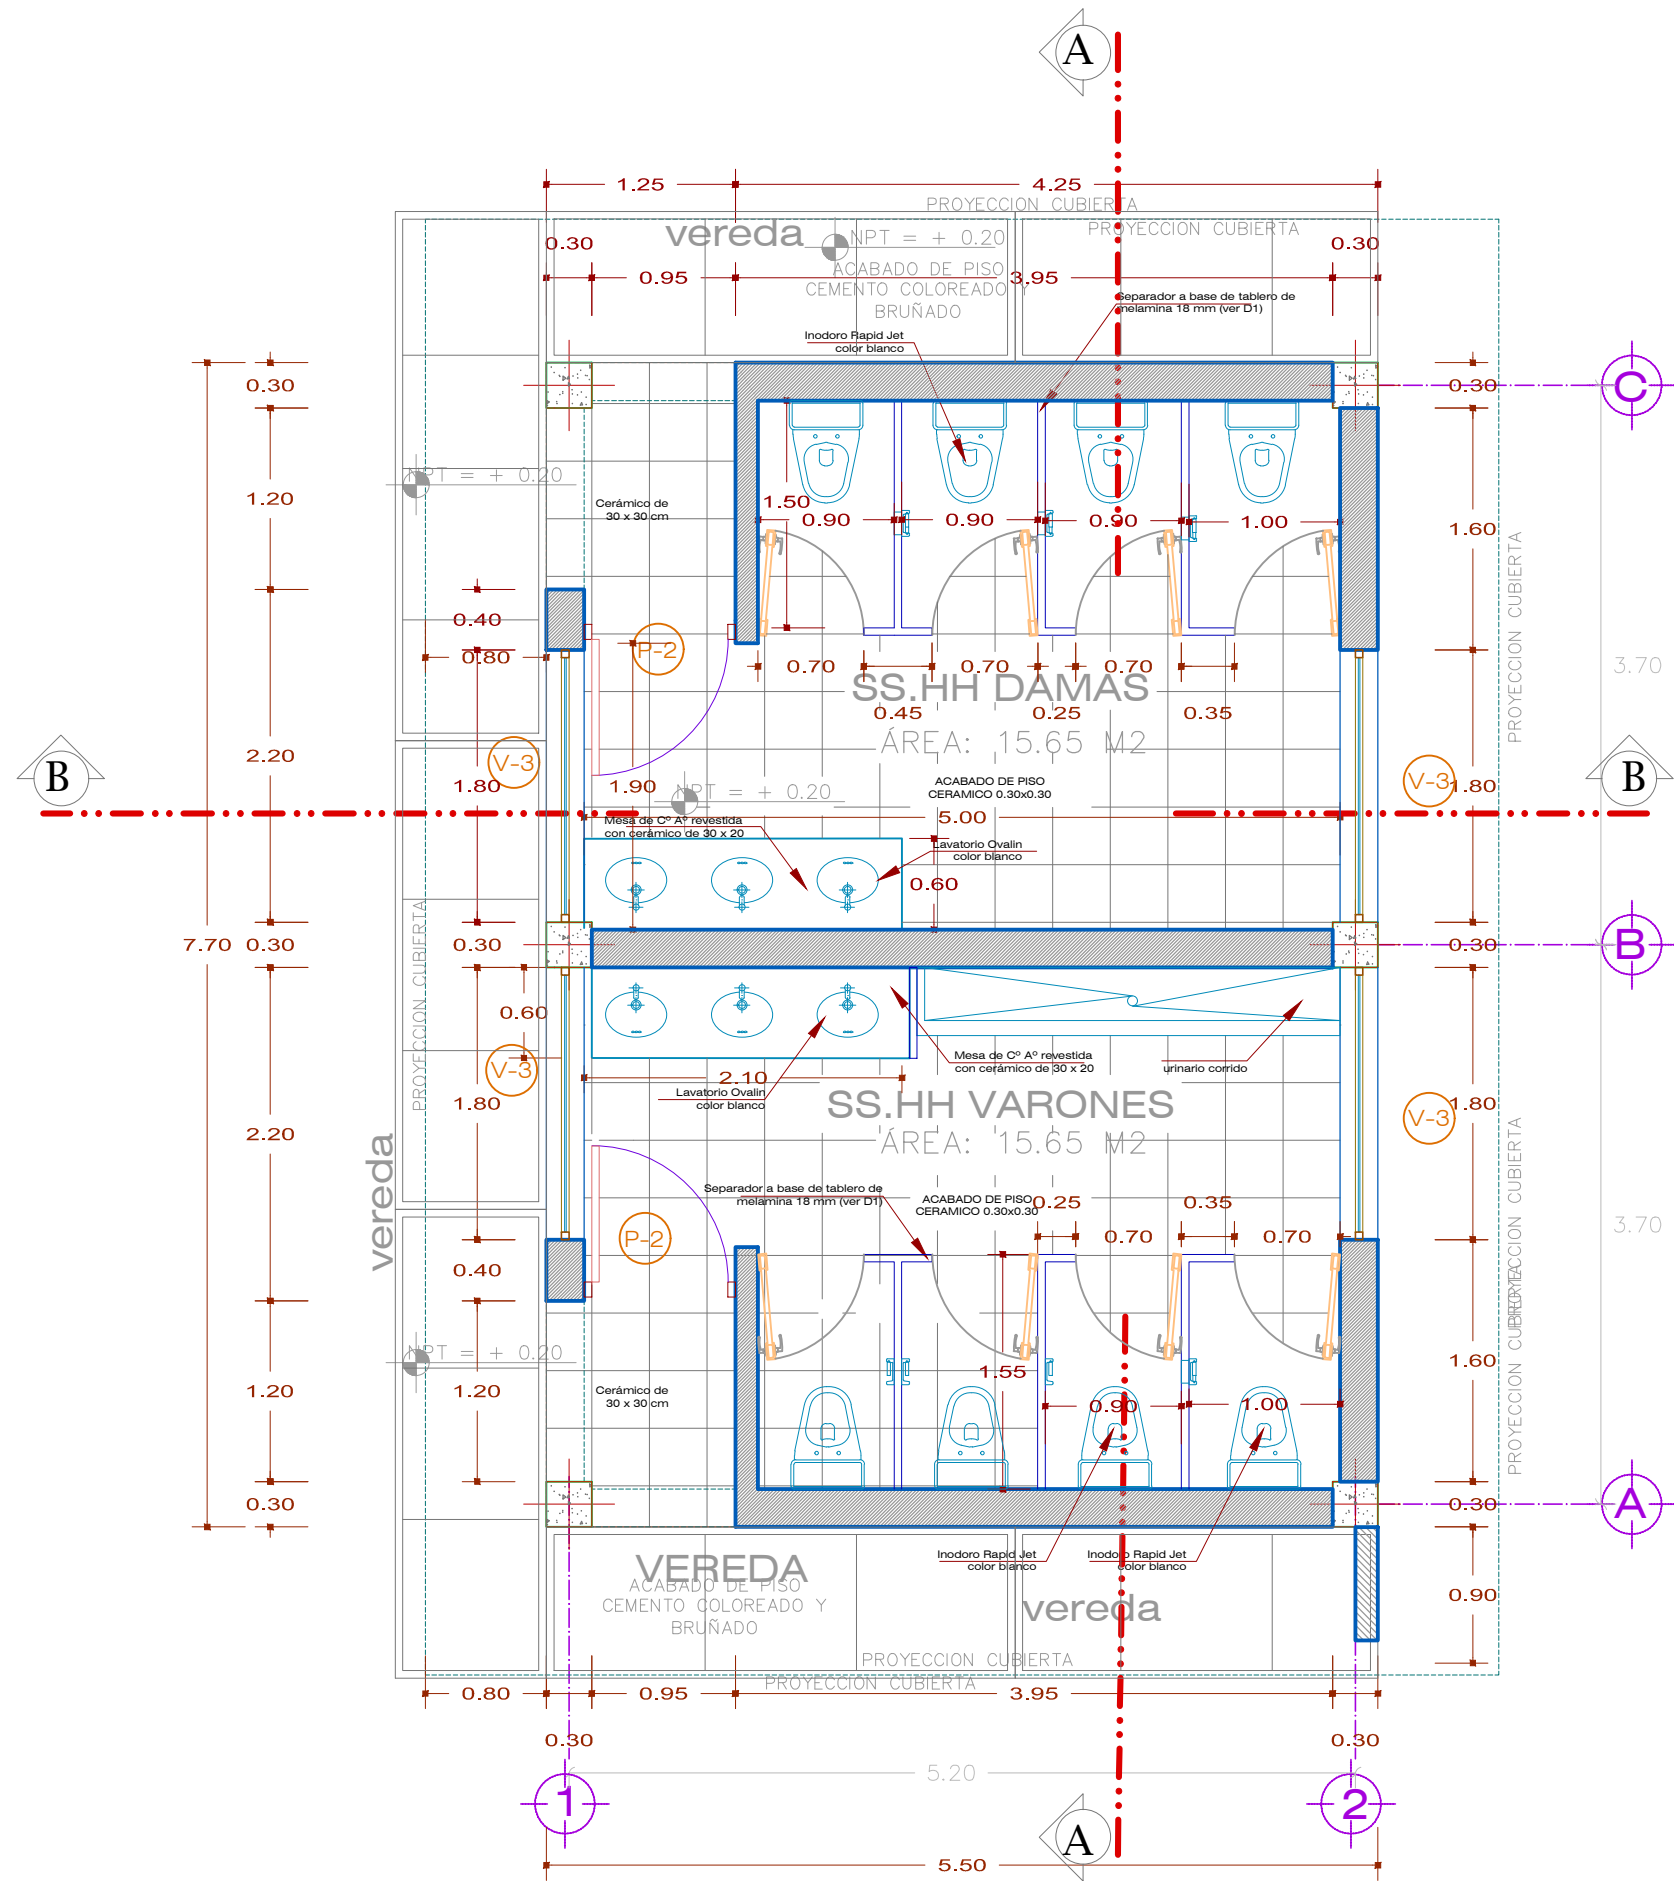 A
1.25
4.25
PROYECCION CUBIERTA
PROYECCION CUBIERTA
vereda
NPT = + 0.20
0.30
0.30
0.95
ACABADO DE PISO
3.95
CEMENTO COLOREADO Y
BRUÑADO
Separador a base de tablero de
melamina 18 mm (ver D1)
Inodoro Rapid Jet
color blanco
0.30
0.30
C
NPT = + 0.20
1.20
Cerámico de
30 x 30 cm
1.50
0.90
0.90
0.90
1.00
1.60
PROYECCION CUBIERTA
0.40
0.80
P-2
0.70
0.70
0.70
3.70
SS.HH DAMAS
0.45
0.25
0.35
ÁREA: 15.65 M2
2.20
V-3
1.80
1.90
B
B
V-3
1.80
NPT = + 0.20
ACABADO DE PISO
CERAMICO 0.30x0.30
5.00
Mesa de Cº Aº revestida
con cerámico de 30 x 20
Lavatorio Ovalin
color blanco
0.60
PROYECCION CUBIERTA
7.70
0.30
0.30
0.30
B
0.60
V-3
Mesa de Cº Aº revestida
con cerámico de 30 x 20
urinario corrido
2.10
Lavatorio Ovalin
color blanco
1.80
SS.HH VARONES
V-3
1.80
2.20
ÁREA: 15.65 M2
vereda
PROYECCION CUBIERTA
Separador a base de tablero de
melamina 18 mm (ver D1)
ACABADO DE PISO
CERAMICO 0.30x0.30
0.25
0.35
3.70
P-2
0.70
0.70
0.40
NPT = + 0.20
1.55
1.60
PROYECCION CUBIERTA
1.20
1.20
Cerámico de
30 x 30 cm
0.90
1.00
0.30
0.30
A
Inodoro Rapid Jet
color blanco
Inodoro Rapid Jet
color blanco
VEREDA
ACABADO DE PISO
CEMENTO COLOREADO Y
BRUÑADO
vereda
0.90
PROYECCION CUBIERTA
PROYECCION CUBIERTA
0.80
0.95
3.95
0.30
0.30
5.20
1
2
A
5.50